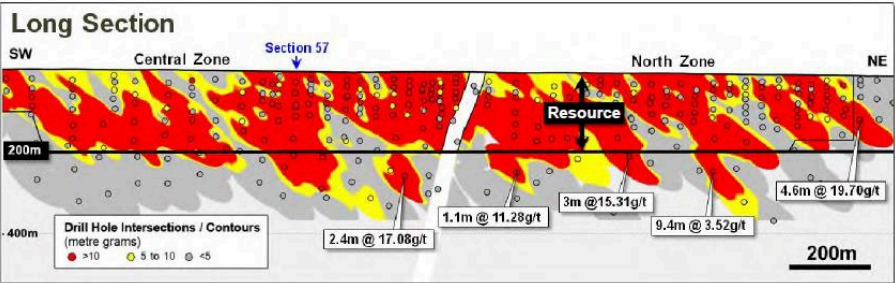 Long Section
SW
Central Zone
Section 57
North Zone
NE
Resource
200m
4.6m @ 19.70g/t
3m @15.31g/t
1.1m @ 11.28g/t
9.4m @ 3.52g/t
2.4m @ 17.08g/t
Drill Hole Intersections / Contours
(metre grams)
>10 5 to 10 <5
400m
200m